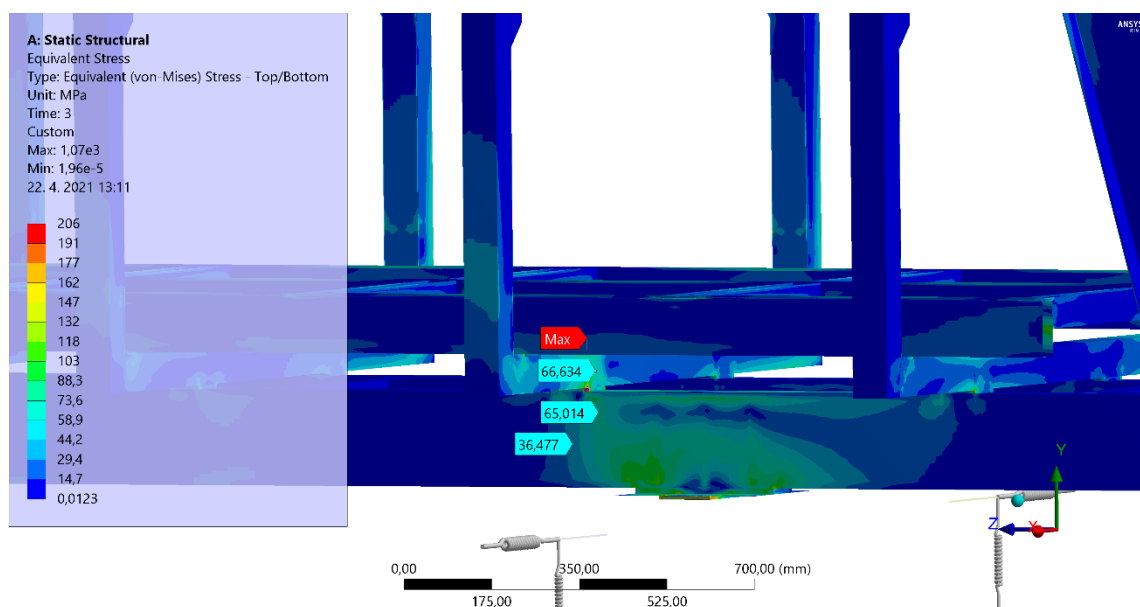 A: Static Structural
Equivalent Stress
Type: Equivalent (von-Mises) Stress - Top/Bottom
Unit: MPa
Time: 3
Custom
Max: 1,07e3
Min: 1,96e-5
22. 4. 2021 13:11
206
191
177
162
147
132
118
103
88,3
73,6
58,9
44,2
29,4
14,7
0,0123
ANSYS
Max
66,634
65,014
36,477
Y
Z
X
0,00
350,00
700,00 (mm)
175,00
525,00